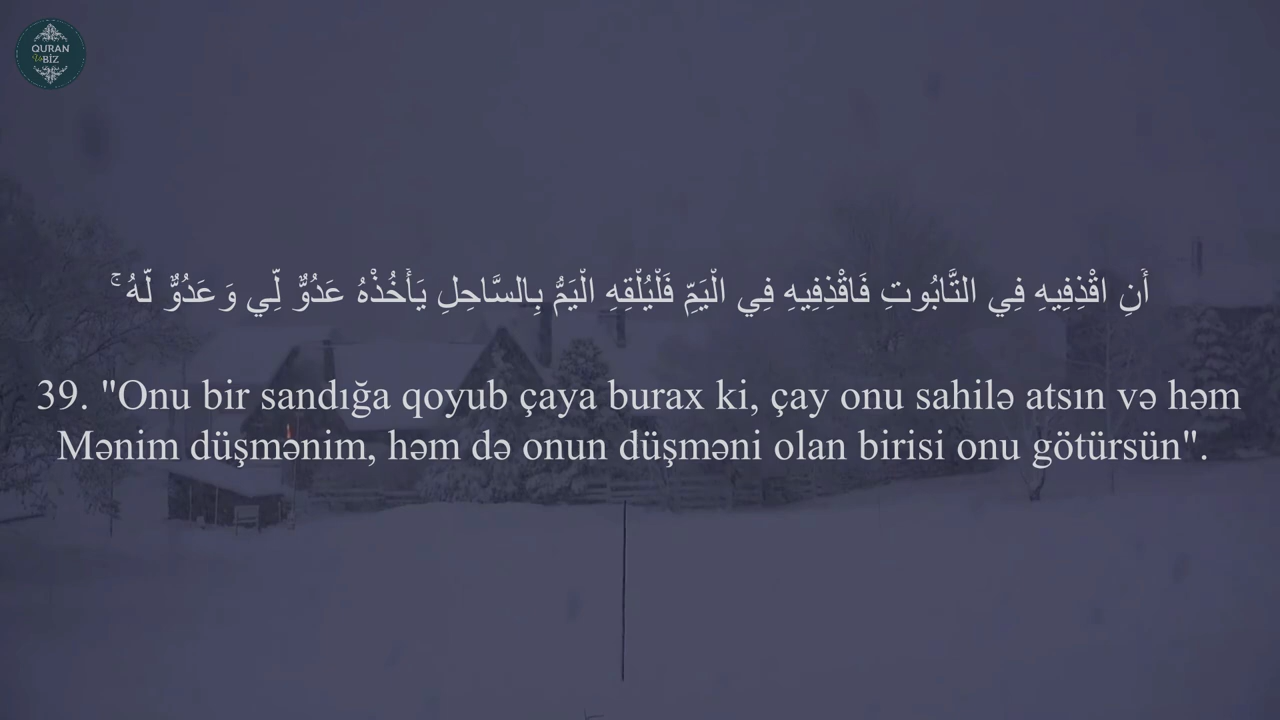 QURAN
Və
BİZ
أَنِ اقْذِفِيهِ فِي التَّابُوتِ فَاقْذِفِيهِ فِي الْيَمِّ فَلْيُلْقِهِ الْيَمُّ بِالسَّاحِلِ يَأْخُذْهُ عَدُوٌّ لِّي وَعَدُوٌّ لَّهُ ۚ
39. "Onu bir sandığa qoyub çaya burax ki, çay onu sahilə atsın və həm
Mənim düşmənim, həm də onun düşməni olan birisi onu götürsün".